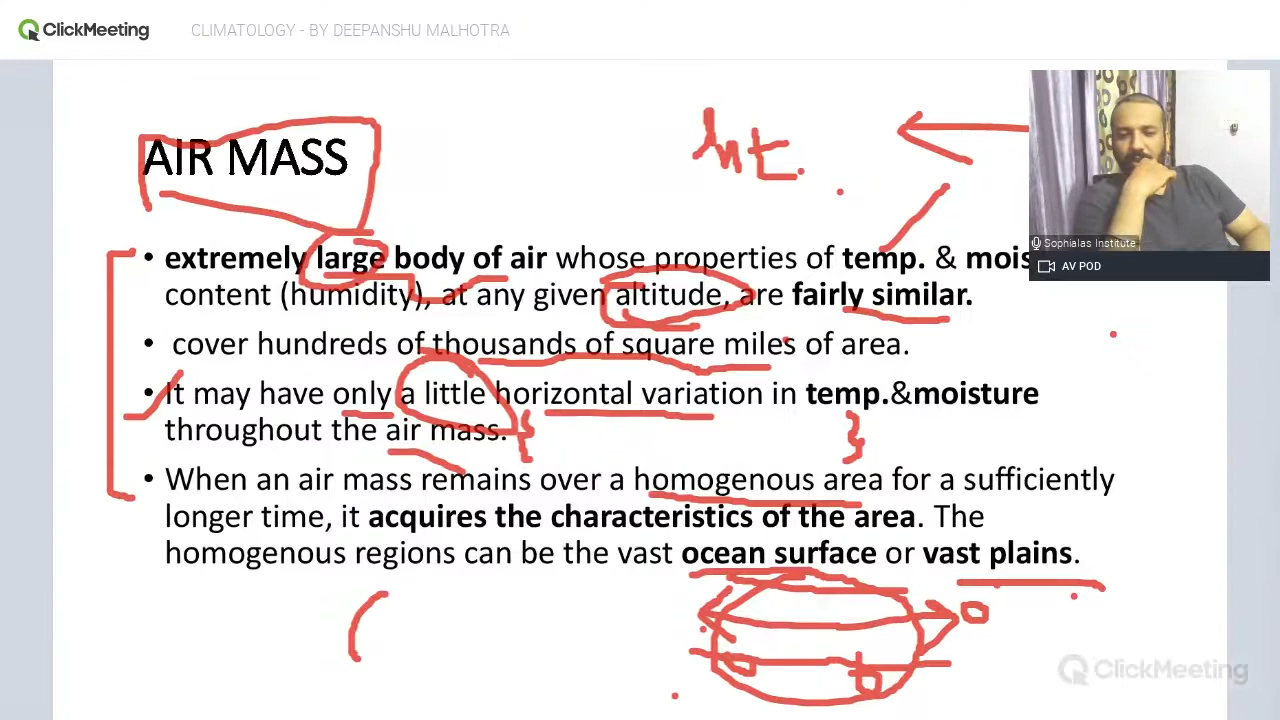 ClickMeeting CLIMATOLOGY - BY DEEPANSHU MALHOTRA
AIR MASS
Int.
• extremely large body of air whose properties of temp. & mois
content (humidity), at any given altitude, are fairly similar.
• cover hundreds of thousands of square miles of area.
• It may have only a little horizontal variation in temp.&moisture
throughout the air mass.
• When an air mass remains over a homogenous area for a sufficiently
longer time, it acquires the characteristics of the area. The
homogenous regions can be the vast ocean surface or vast plains.
Sophialas Institute
AV POD
ClickMeeting